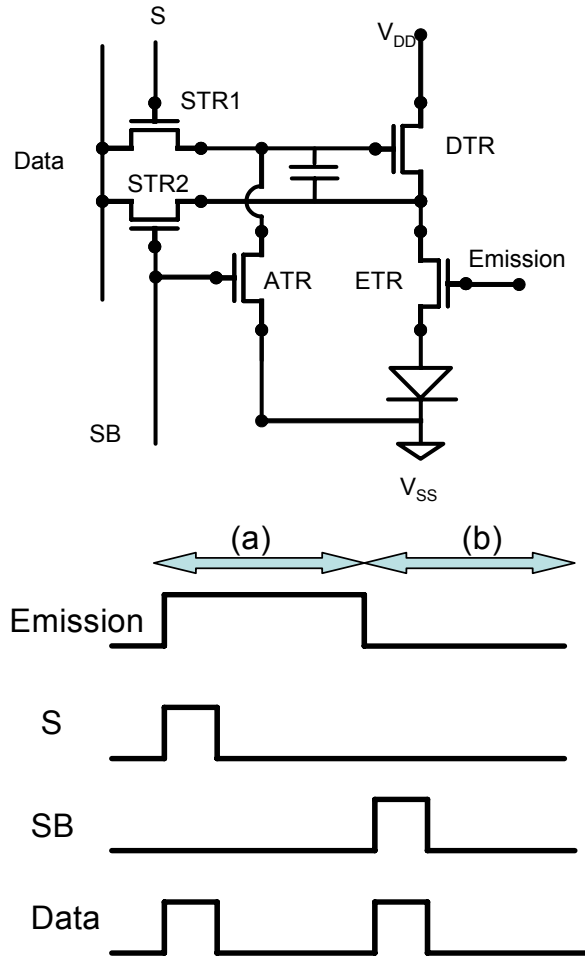 S
V_DD
STR1
DTR
Data
STR2
Emission
ATR
ETR
SB
V_SS
(a)
(b)
Emission
S
SB
Data